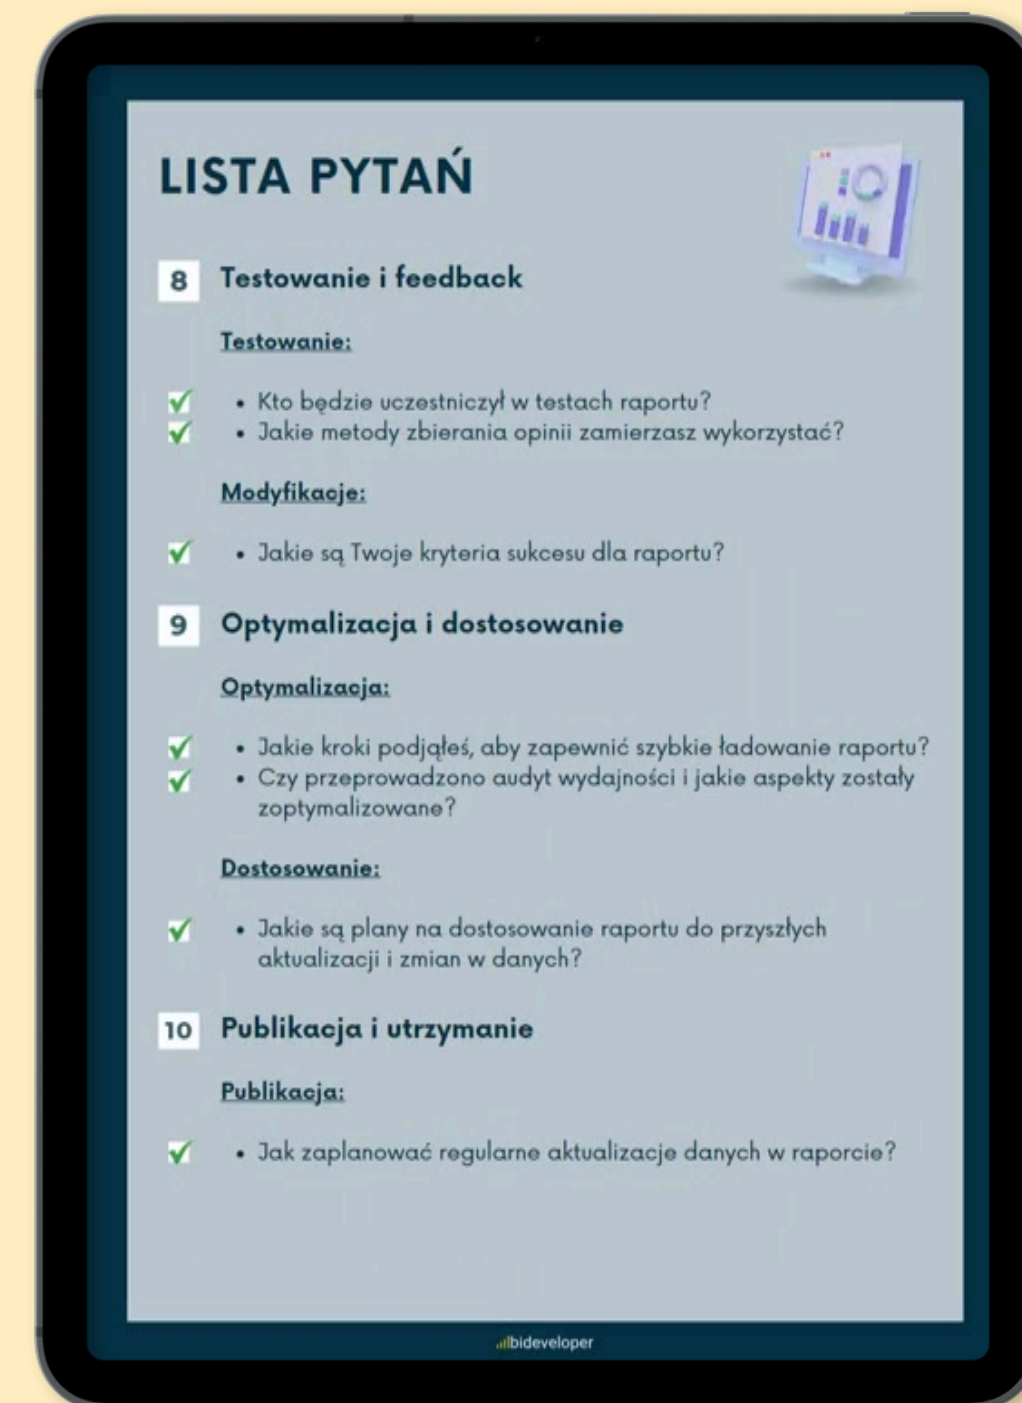 LISTA PYTAŃ
8 Testowanie i feedback
Testowanie:
• Kto będzie uczestniczył w testach raportu?
• Jakie metody zbierania opinii zamierzasz wykorzystać?
Modyfikacje:
• Jakie są Twoje kryteria sukcesu dla raportu?
9 Optymalizacja i dostosowanie
Optymalizacja:
• Jakie kroki podjąłeś, aby zapewnić szybkie ładowanie raportu?
• Czy przeprowadzono audyt wydajności i jakie aspekty zostały
zoptymalizowane?
Dostosowanie:
• Jakie są plany na dostosowanie raportu do przyszłych
aktualizacji i zmian w danych?
10 Publikacja i utrzymanie
Publikacja:
• Jak zaplanować regularne aktualizacje danych w raporcie?
bideveloper